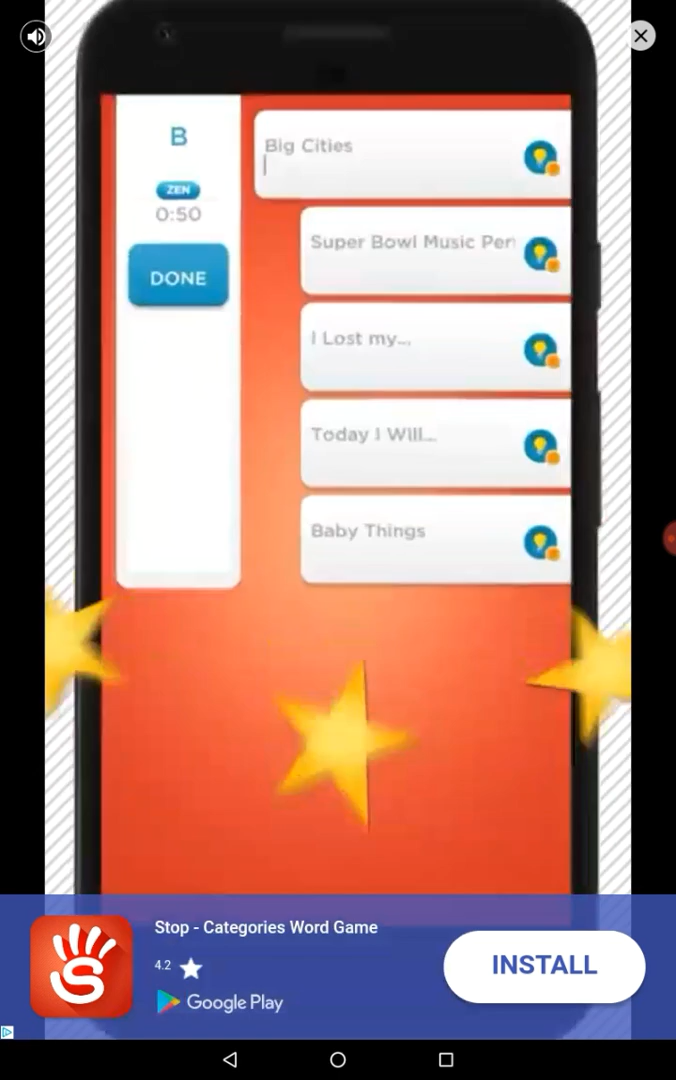 B
ZEN
0:50
DONE
Big Cities
Super Bowl Music Per
I Lost my...
Today I Will...
Baby Things
Stop - Categories Word Game
4.2
Google Play
INSTALL